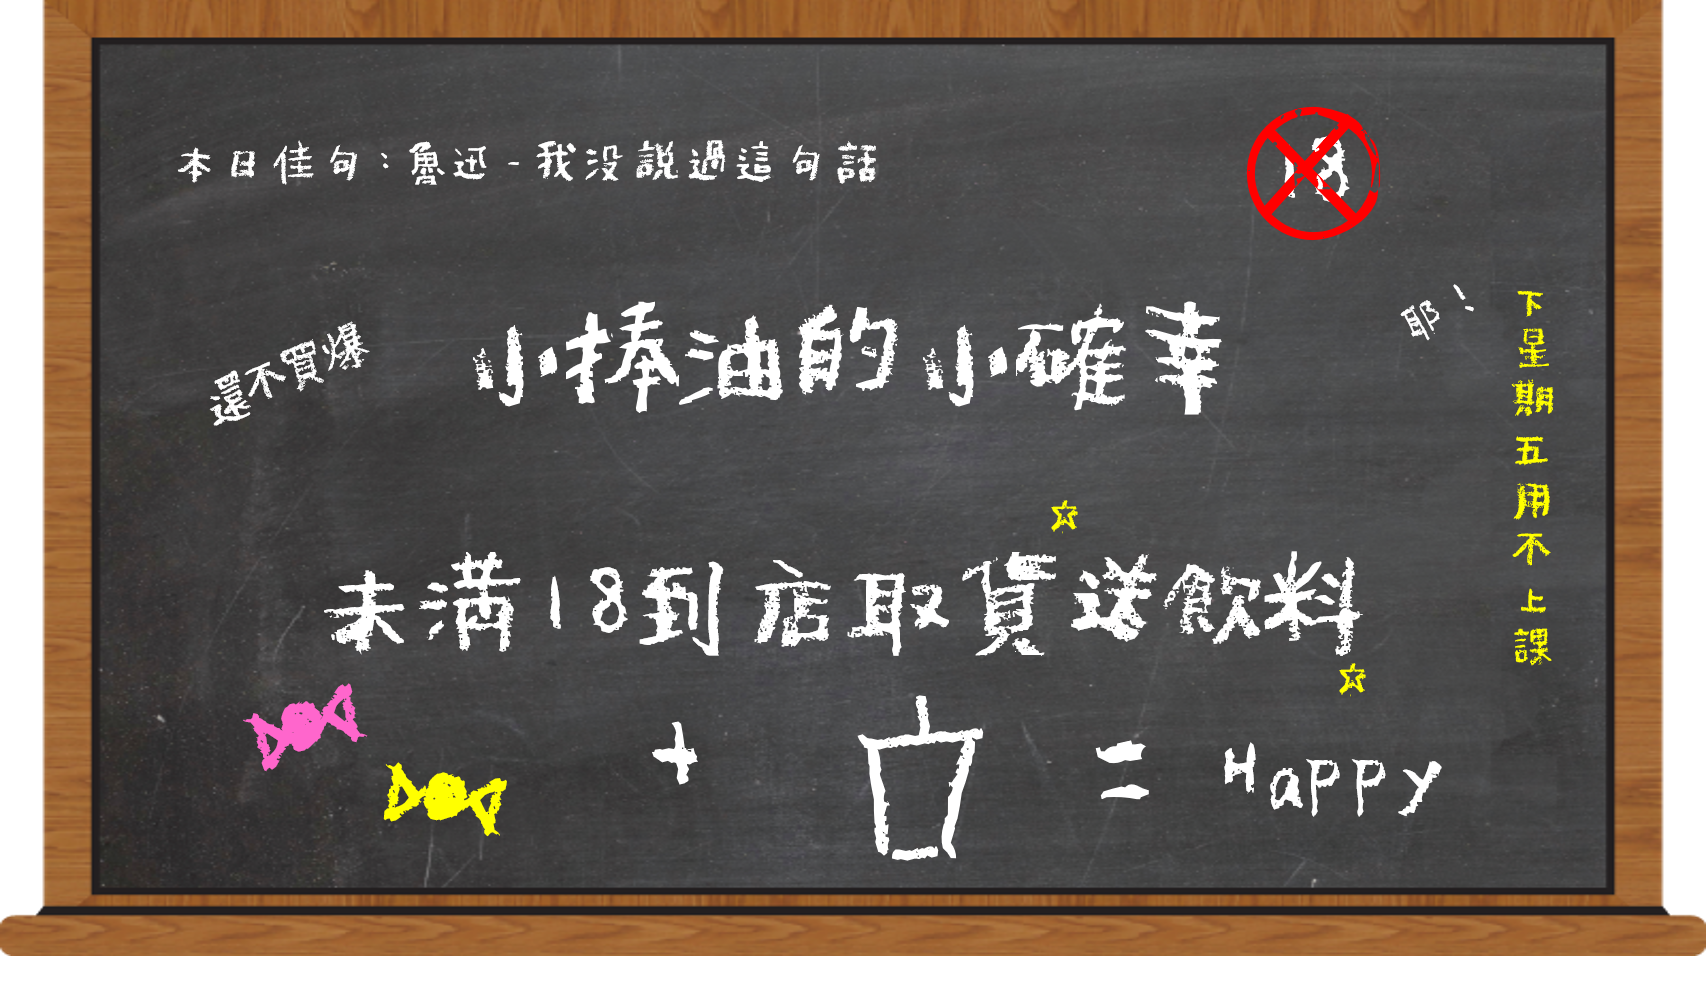 本日佳句：魯迅-我沒說過這句話
18
還不買爆
小捧油的小確幸
耶！
下星期五用不上課
未滿18到店取貨送飲料
+ = Happy